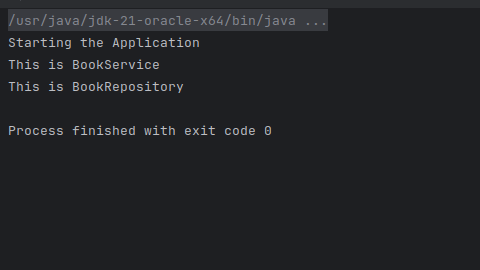 /usr/java/jdk-21-oracle-x64/bin/java ...
Starting the Application
This is BookService
This is BookRepository
Process finished with exit code 0